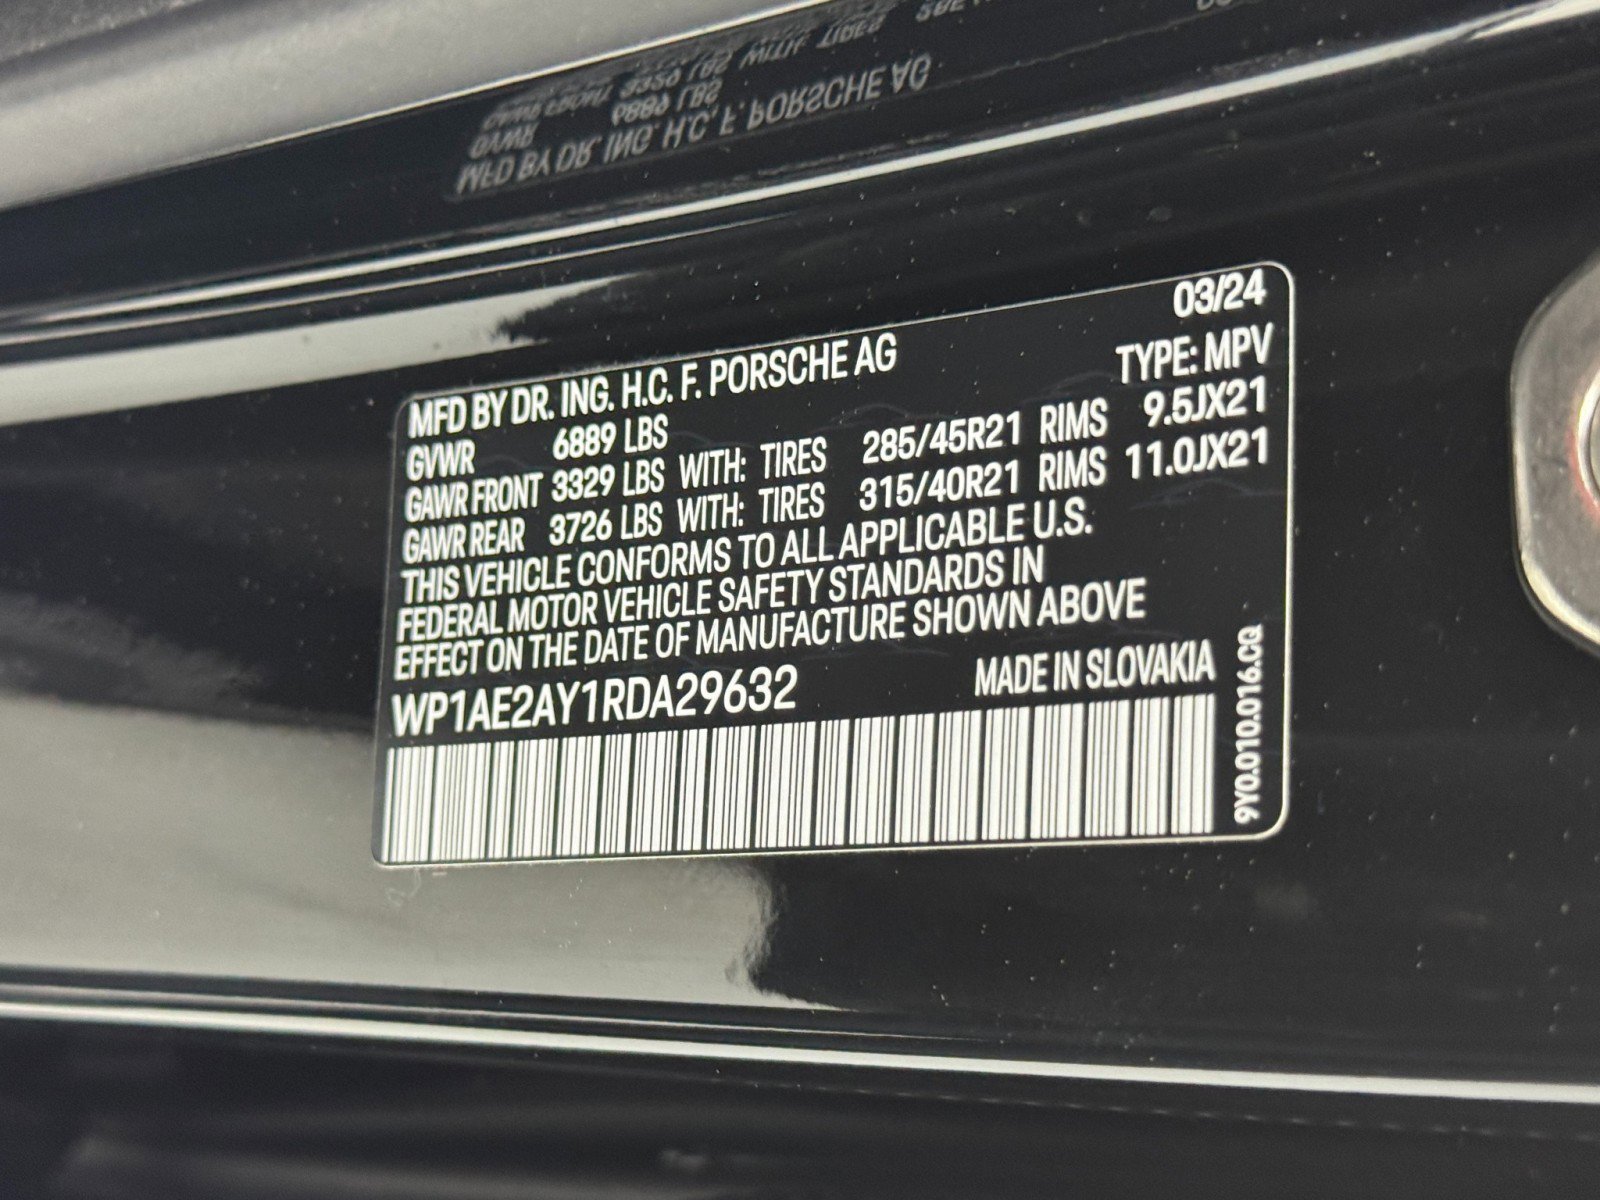 03/24
MFD BY DR. ING. H.C. F. PORSCHE AG TYPE: MPV
GVWR 6889 LBS
GAWR FRONT 3329 LBS WITH: TIRES 285/45R21 RIMS 9.5JX21
GAWR REAR 3726 LBS WITH: TIRES 315/40R21 RIMS 11.0JX21
THIS VEHICLE CONFORMS TO ALL APPLICABLE U.S.
FEDERAL MOTOR VEHICLE SAFETY STANDARDS IN
EFFECT ON THE DATE OF MANUFACTURE SHOWN ABOVE
WP1AE2AY1RDA29632 MADE IN SLOVAKIA
9Y0.010.016.CQ